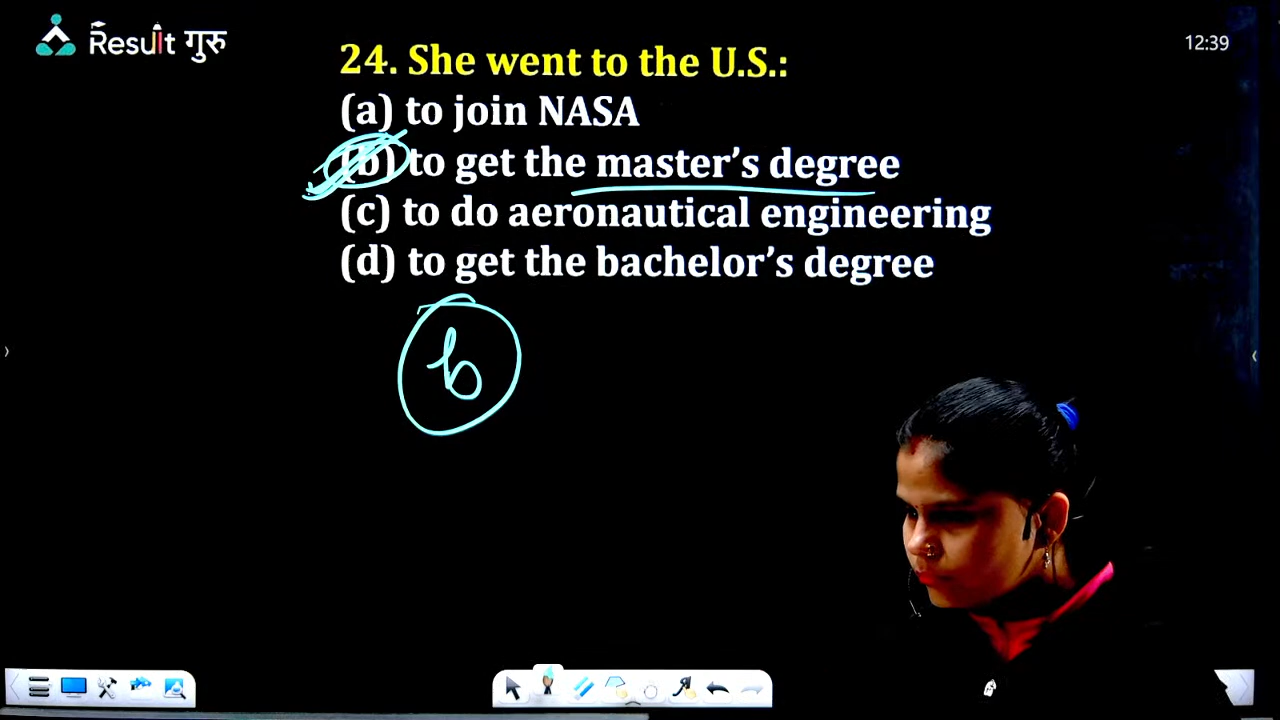 Result गुरु
12:39
24. She went to the U.S.:
(a) to join NASA
(b) to get the master's degree
(c) to do aeronautical engineering
(d) to get the bachelor's degree
b